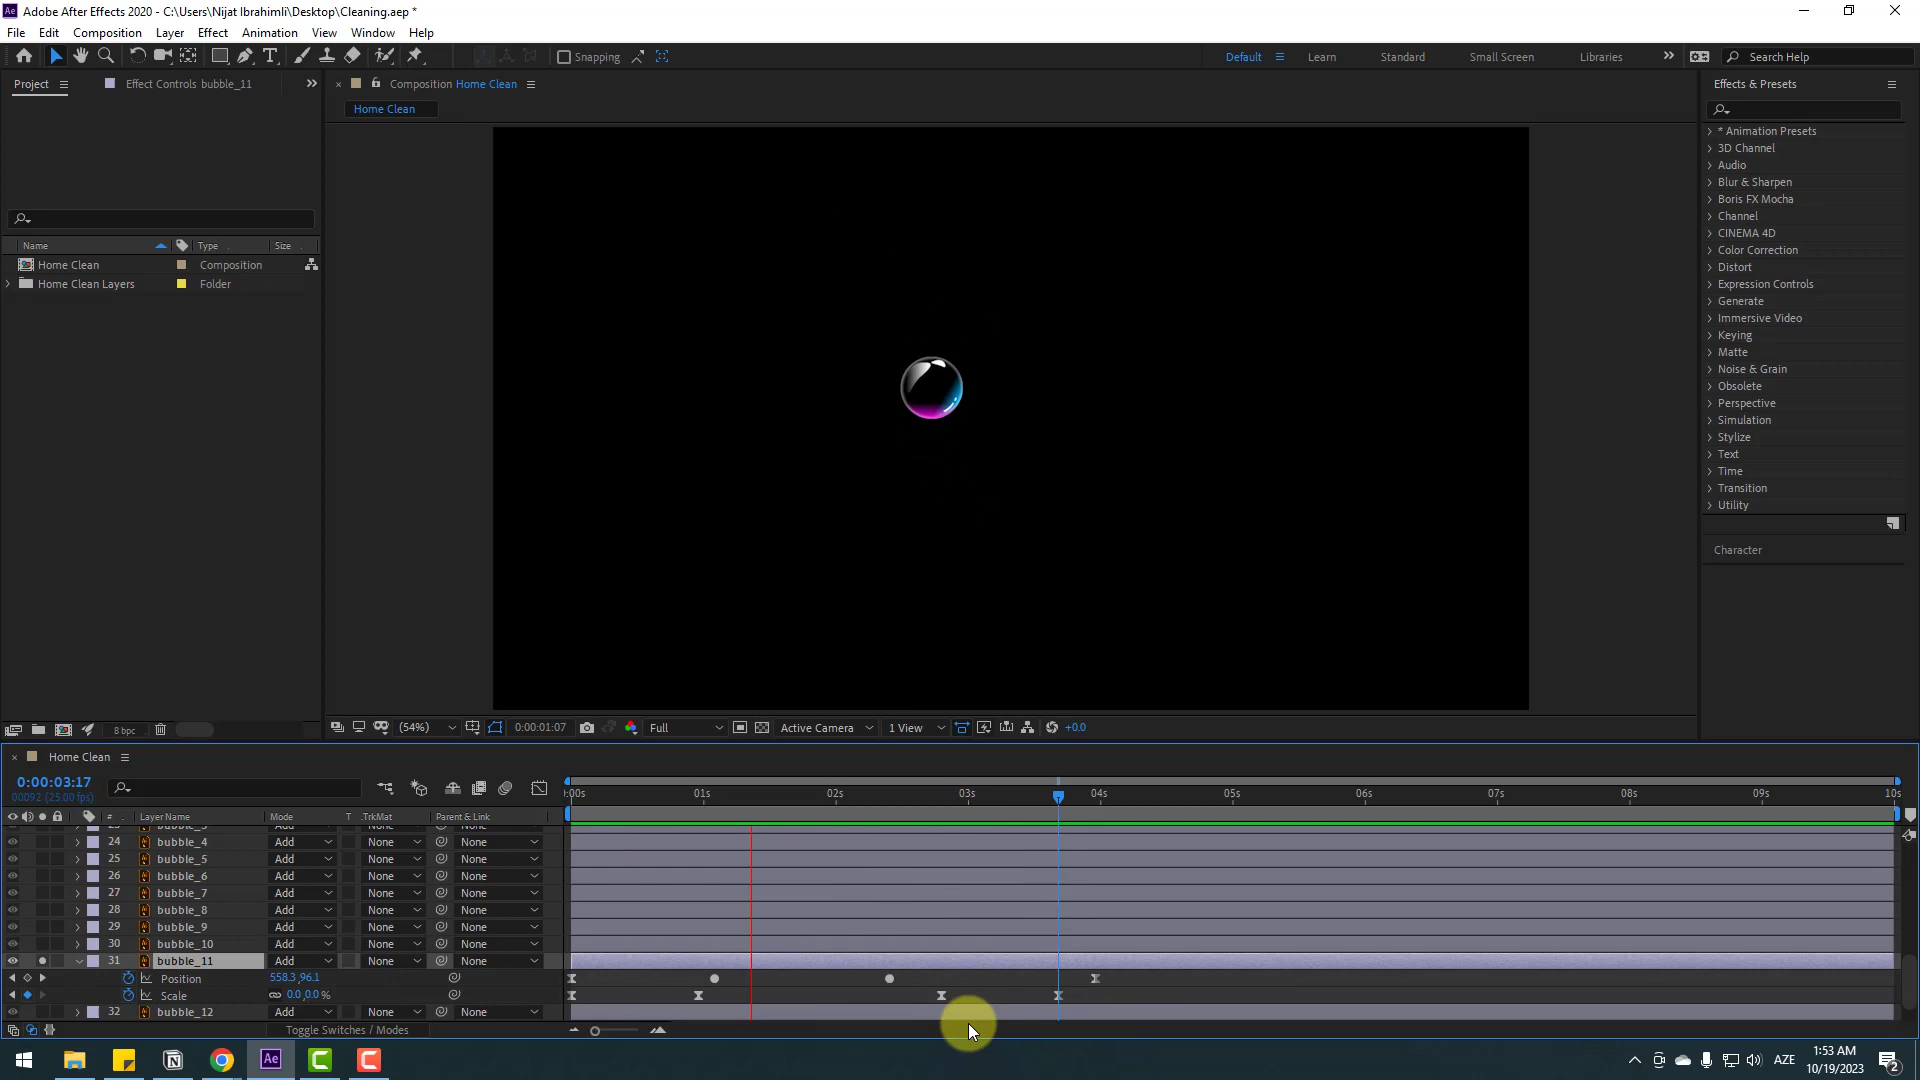 Adobe After Effects 2020 - C:\Users\Nijat Ibrahimli\Desktop\Cleaning.aep *
File Edit Composition Layer Effect Animation View Window Help
Snapping Default Learn Standard Small Screen Libraries Search Help
Project Effect Controls bubble_11 Composition Home Clean Effects & Presets
Home Clean
* Animation Presets
3D Channel
Audio
Blur & Sharpen
Boris FX Mocha
Channel
CINEMA 4D
Color Correction
Distort
Expression Controls
Generate
Immersive Video
Keying
Matte
Noise & Grain
Obsolete
Perspective
Simulation
Stylize
Text
Time
Transition
Utility
Character
Name Type Size
Home Clean Composition
Home Clean Layers Folder
8 bpc (54%) 0:00:01:07 Full Active Camera 1 View +0.0
Home Clean
0:00:03:17
00092 (25.00 fps)
:00s 01s 02s 03s 04s 05s 06s 07s 08s 09s 10s
# Layer Name Mode T .TrkMat Parent & Link
24 bubble_4 Add None None
25 bubble_5 Add None None
26 bubble_6 Add None None
27 bubble_7 Add None None
28 bubble_8 Add None None
29 bubble_9 Add None None
30 bubble_10 Add None None
31 bubble_11 Add None None
Position 558.3,96.1
Scale 0.0,0.0 %
32 bubble_12 Add None None
Toggle Switches / Modes
AZE 1:53 AM
10/19/2023 2